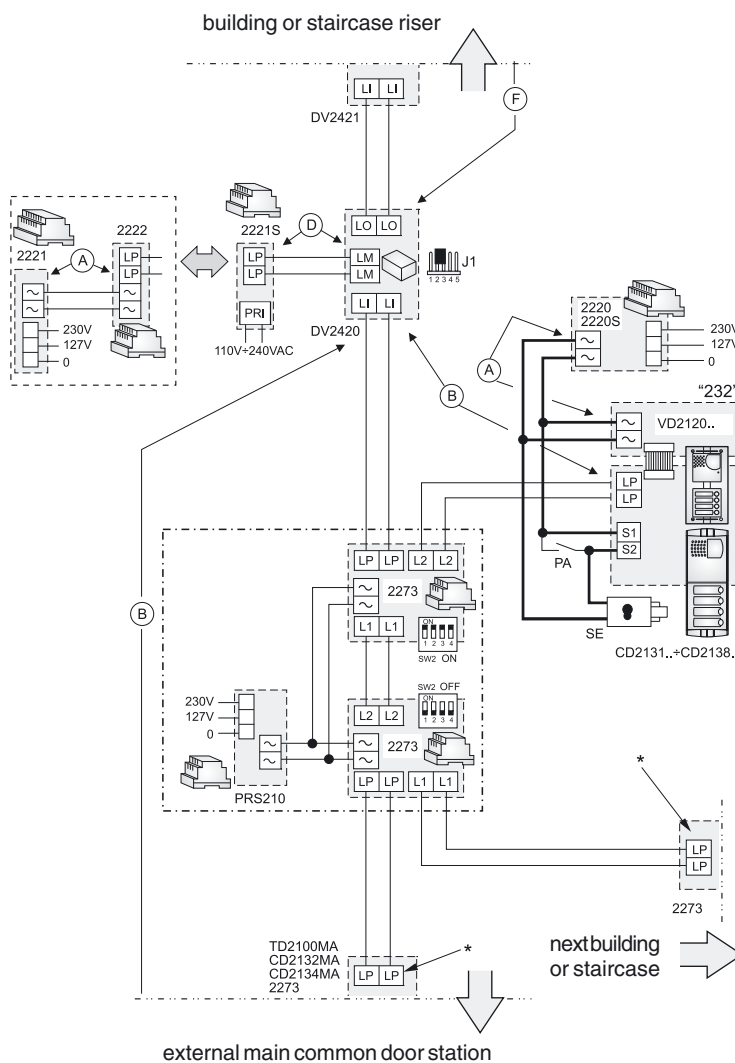 building or staircase riser
LI LI
DV2421
F
2221 A 2222
LP
LP
~
~
~
~
230V
127V
0
2221S D
LP
LP
PRI
110V÷240VAC
LO LO
LM
LM
J1
1 2 3 4 5
LI LI
DV2420
2220
2220S
~
~
230V
127V
0
A
B
"232"
VD2120..
~
~
LP
LP
S1
S2
PA
SE
CD2131..÷CD2138.
B
LP LP L2 L2
~
~
2273
L1 L1
ON
1 2 3 4
SW2 ON
SW2 OFF
ON
1 2 3 4
L2 L2
~
~
2273
LP LP L1 L1
230V
127V
0
~
~
PRS210
*
LP
LP
2273
TD2100MA
CD2132MA
CD2134MA
2273
LP LP
*
next building
or staircase
external main common door station